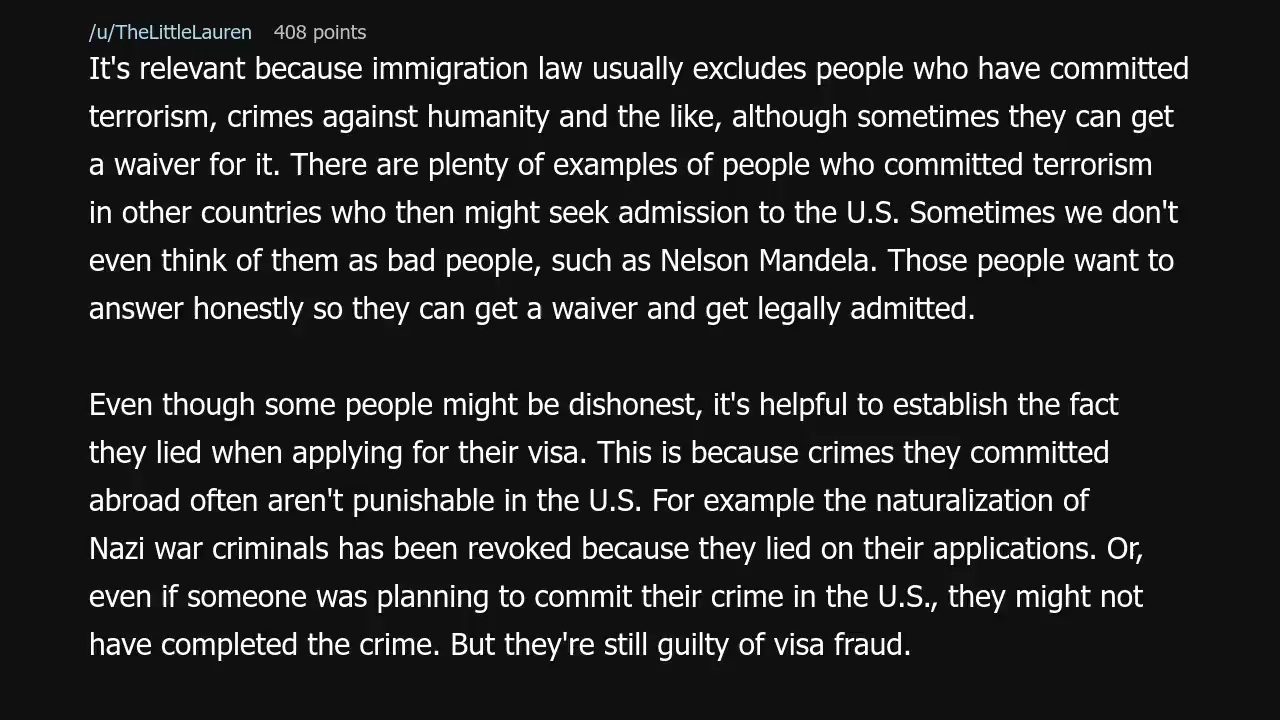 /u/TheLittleLauren 408 points
It's relevant because immigration law usually excludes people who have committed
terrorism, crimes against humanity and the like, although sometimes they can get
a waiver for it. There are plenty of examples of people who committed terrorism
in other countries who then might seek admission to the U.S. Sometimes we don't
even think of them as bad people, such as Nelson Mandela. Those people want to
answer honestly so they can get a waiver and get legally admitted.
Even though some people might be dishonest, it's helpful to establish the fact
they lied when applying for their visa. This is because crimes they committed
abroad often aren't punishable in the U.S. For example the naturalization of
Nazi war criminals has been revoked because they lied on their applications. Or,
even if someone was planning to commit their crime in the U.S., they might not
have completed the crime. But they're still guilty of visa fraud.